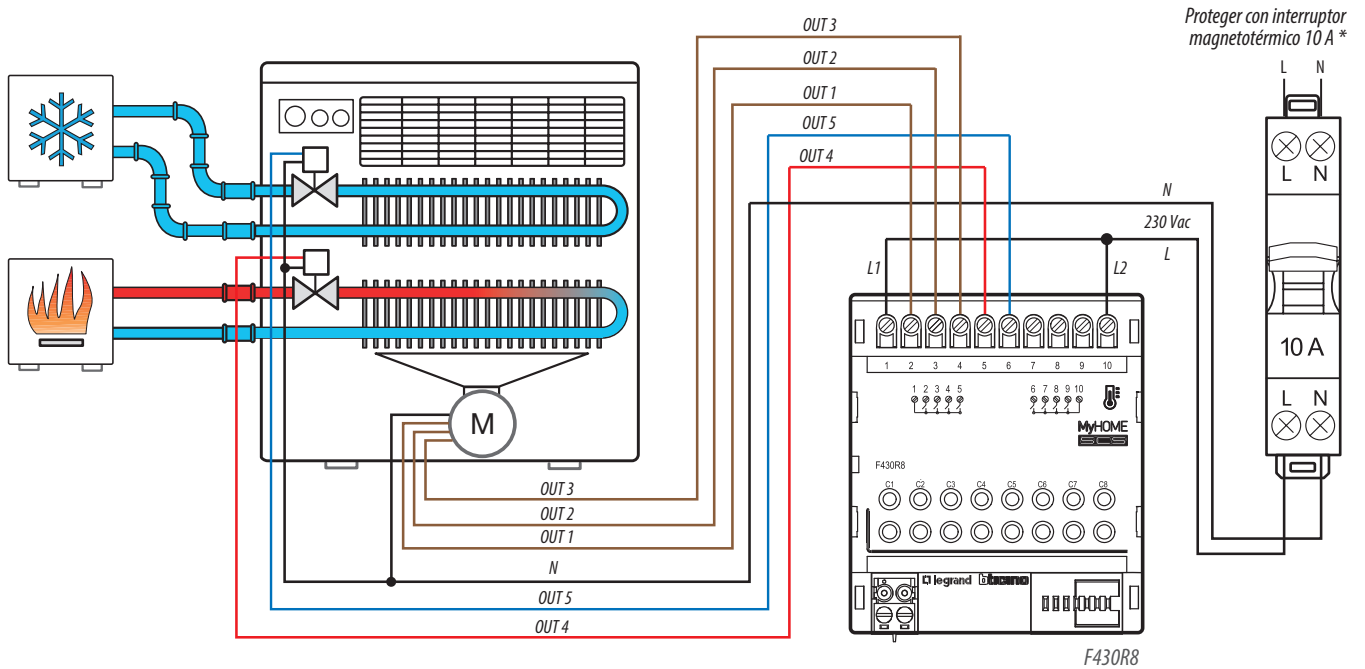 Proteger con interruptor
magnetotérmico 10 A *
L N
L N
10 A
L N
OUT 3
OUT 2
OUT 1
OUT 5
OUT 4
N
230 Vac
L
L1
L2
1 2 3 4 5 6 7 8 9 10
1 2 3 4 5
6 7 8 9 10
MyHOME
SCS
F430R8
C1 C2 C3 C4 C5 C6 C7 C8
legrand bticino
F430R8
M
OUT 3
OUT 2
OUT 1
N
OUT 5
OUT 4